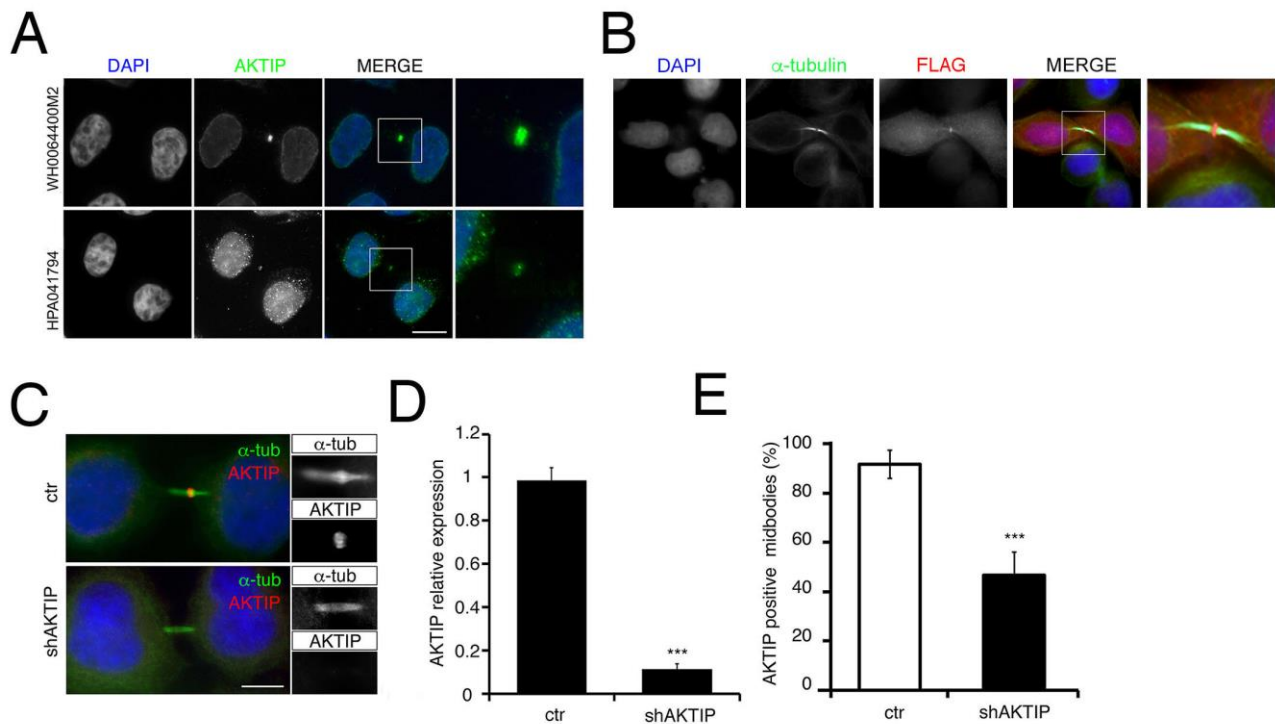 A
DAPI AKTIP MERGE
WH0064400M2
HPA041794
B
DAPI α-tubulin FLAG MERGE
C
ctr
α-tub
AKTIP
α-tub
AKTIP
shAKTIP
α-tub
AKTIP
α-tub
AKTIP
D
AKTIP relative expression
1.2
1
0.8
0.6
0.4
0.2
0
***
ctr shAKTIP
E
AKTIP positive midbodies (%)
100
80
60
40
20
0
***
ctr shAKTIP